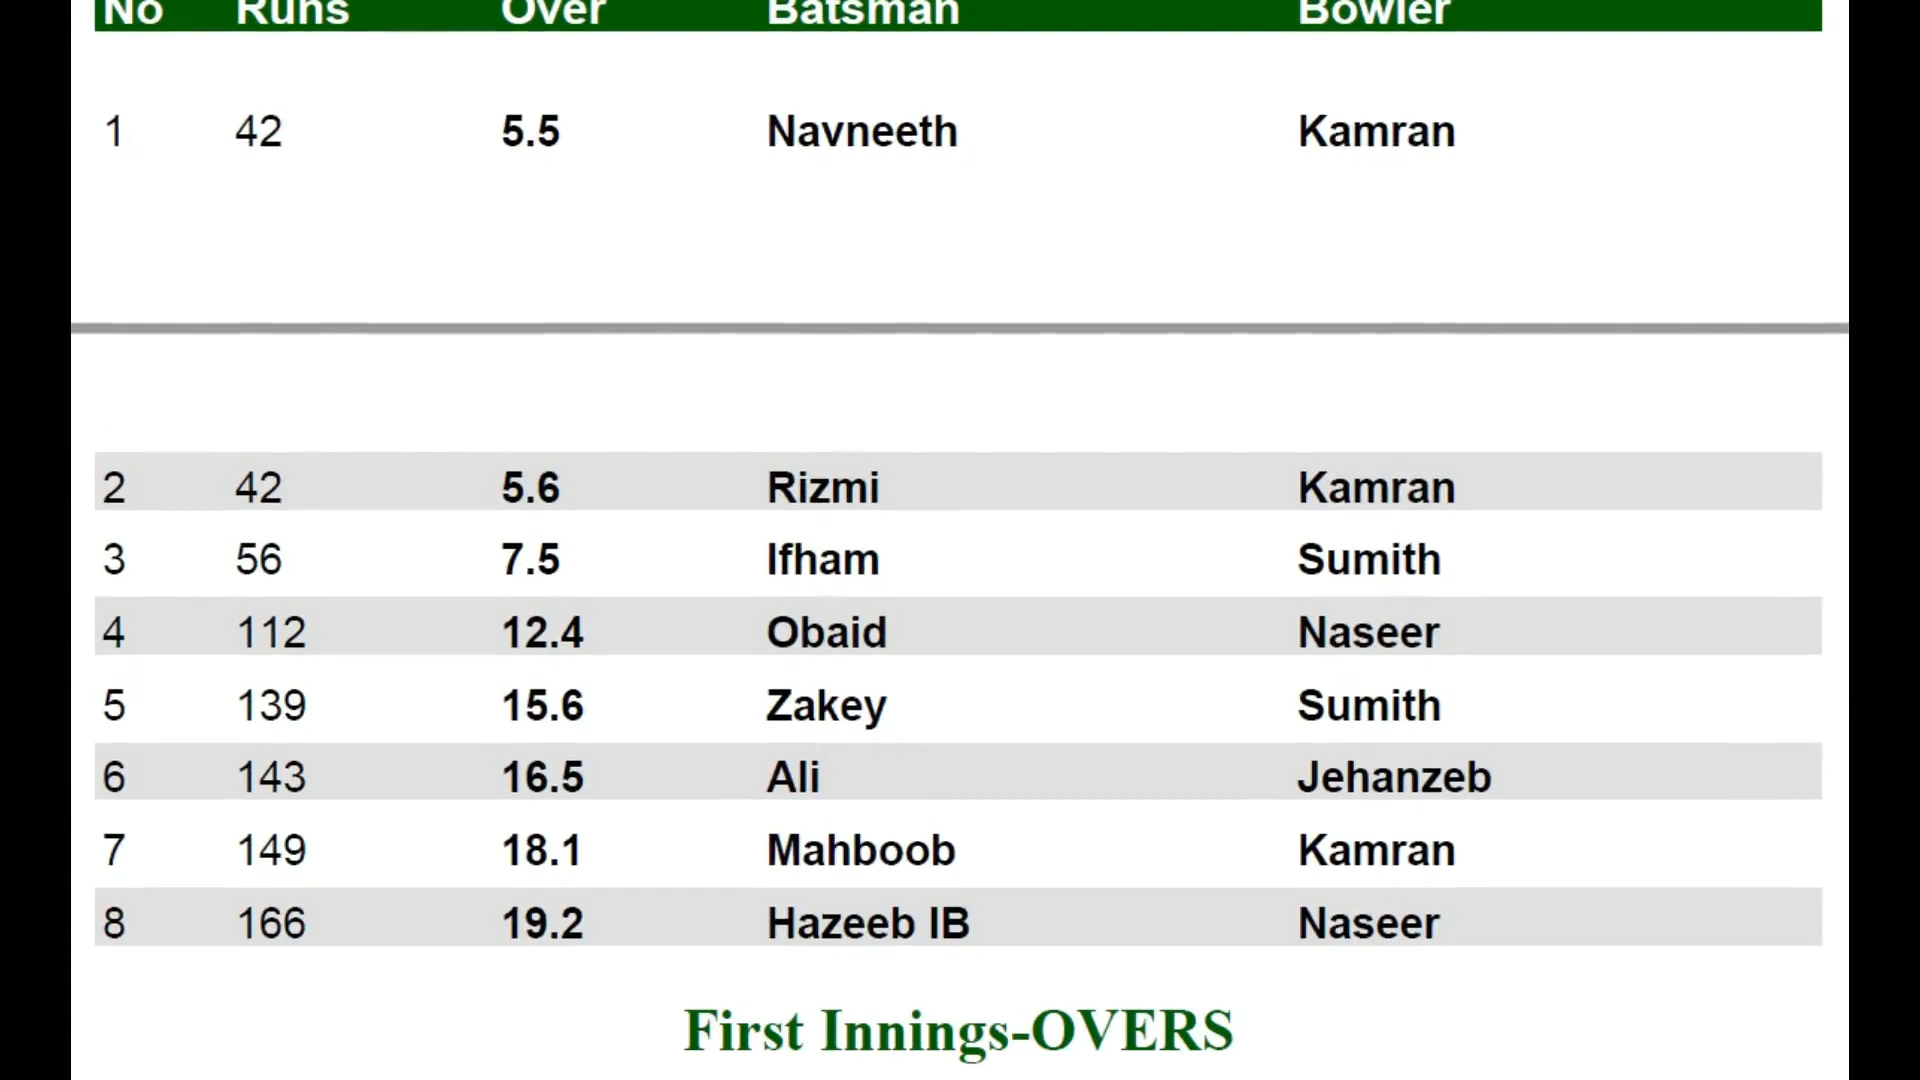 No Runs Over Batsman Bowler
1 42 5.5 Navneeth Kamran
2 42 5.6 Rizmi Kamran
3 56 7.5 Ifham Sumith
4 112 12.4 Obaid Naseer
5 139 15.6 Zakey Sumith
6 143 16.5 Ali Jehanzeb
7 149 18.1 Mahboob Kamran
8 166 19.2 Hazeeb IB Naseer
First Innings-OVERS